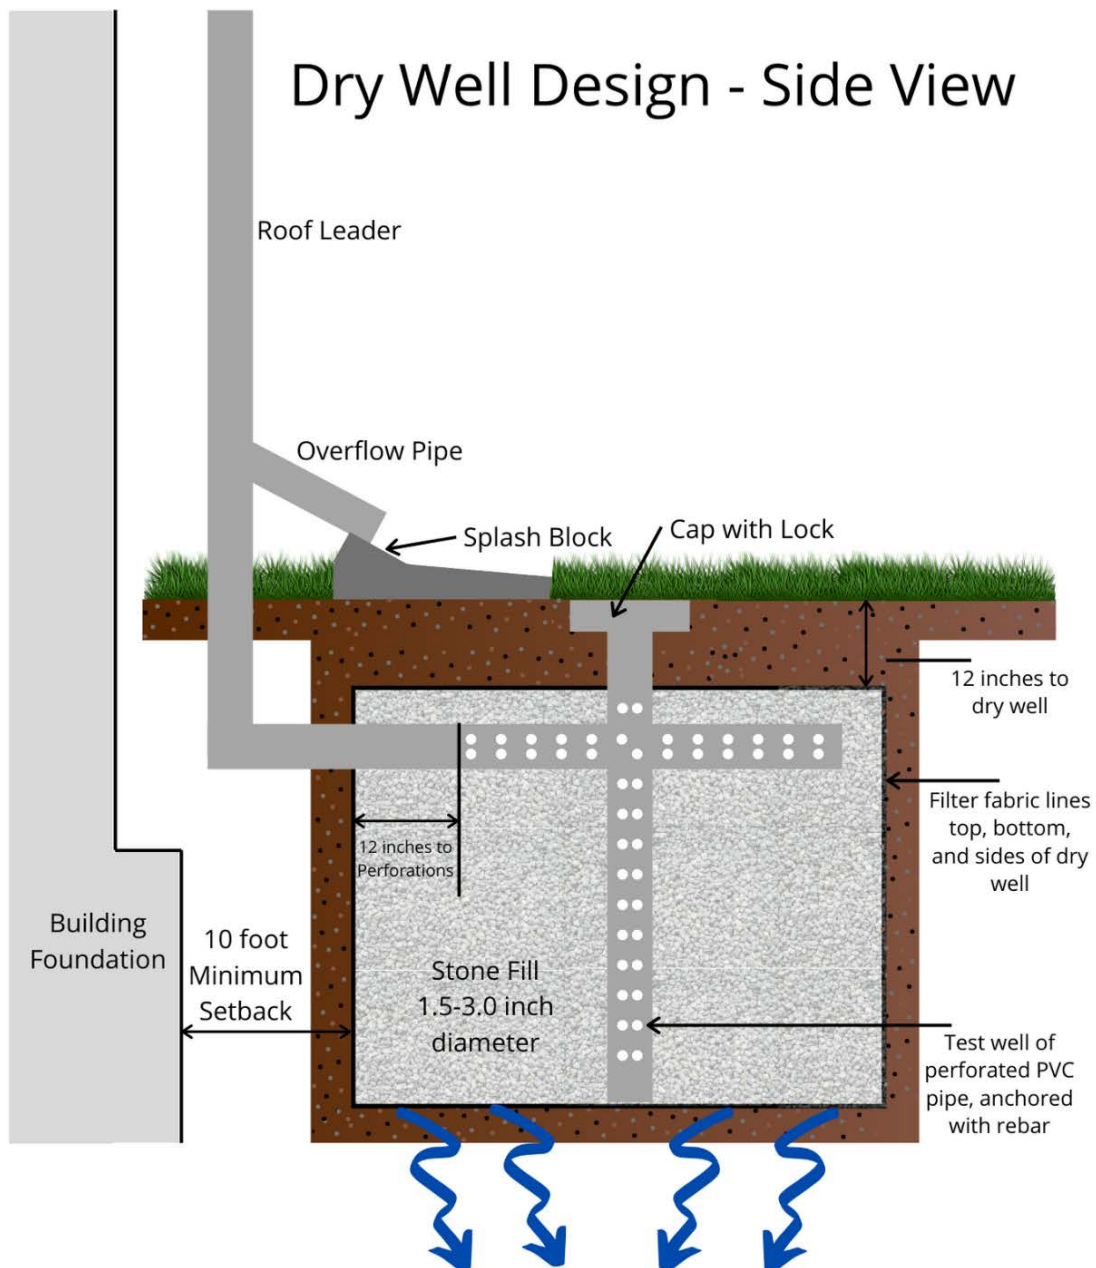 Dry Well Design - Side View
Roof Leader
Overflow Pipe
Splash Block
Cap with Lock
12 inches to
dry well
Filter fabric lines
top, bottom,
and sides of dry
well
12 inches to
Perforations
Building
Foundation
10 foot
Minimum
Setback
Stone Fill
1.5-3.0 inch
diameter
Test well of
perforated PVC
pipe, anchored
with rebar